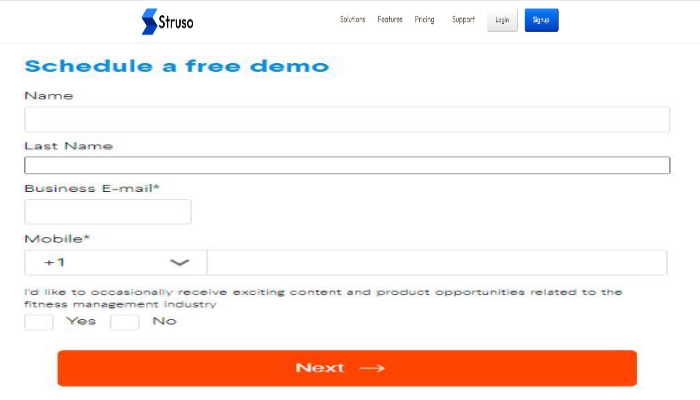 Struso
Solutions Features Pricing Support Login Signup
Schedule a free demo
Name
Last Name
Business E-mail*
Mobile*
+1
I'd like to occasionally receive exciting content and product opportunities related to the
fitness management industry
Yes No
Next →